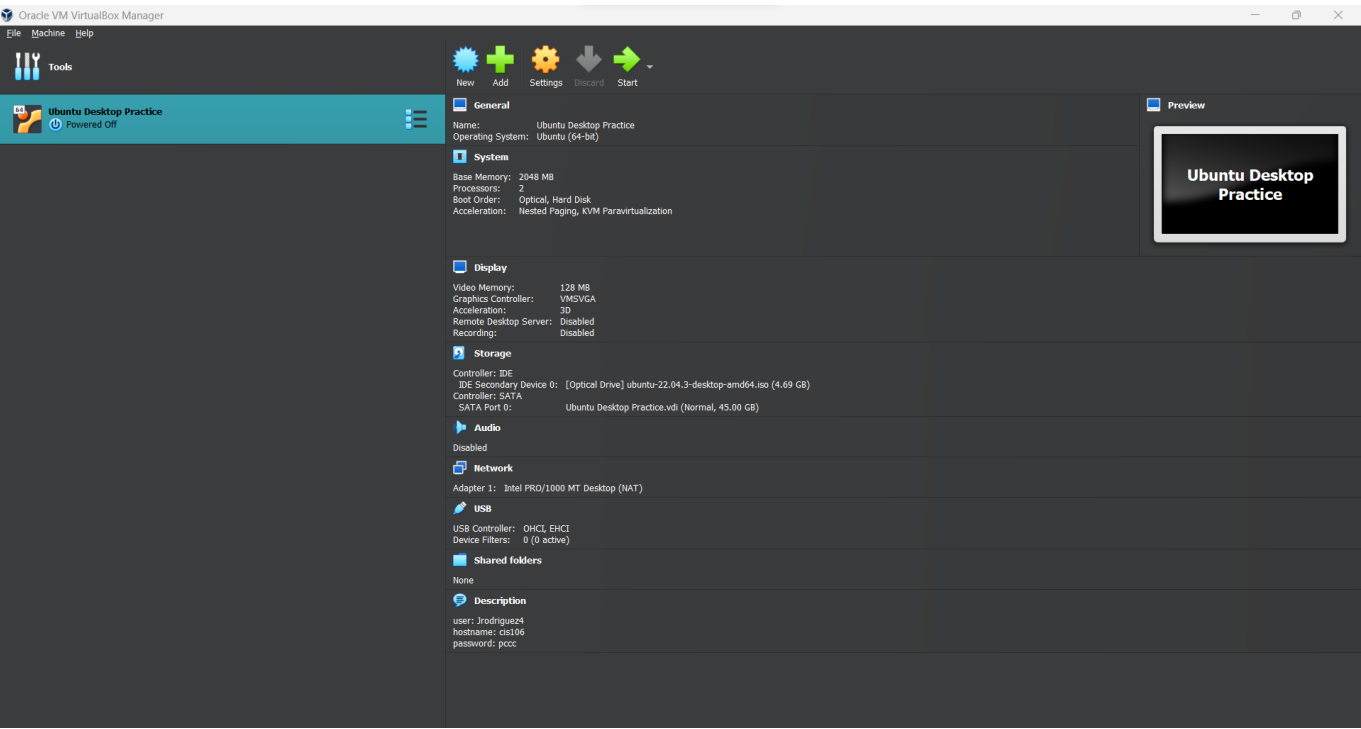 Oracle VM VirtualBox Manager
File Machine Help
Tools
New Add Settings Discard Start
64
Ubuntu Desktop Practice
Powered Off
General
Name: Ubuntu Desktop Practice
Operating System: Ubuntu (64-bit)
System
Base Memory: 2048 MB
Processors: 2
Boot Order: Optical, Hard Disk
Acceleration: Nested Paging, KVM Paravirtualization
Preview
Ubuntu Desktop
Practice
Display
Video Memory: 128 MB
Graphics Controller: VMSVGA
Acceleration: 3D
Remote Desktop Server: Disabled
Recording: Disabled
Storage
Controller: IDE
IDE Secondary Device 0: [Optical Drive] ubuntu-22.04.3-desktop-amd64.iso (4.69 GB)
Controller: SATA
SATA Port 0: Ubuntu Desktop Practice.vdi (Normal, 45.00 GB)
Audio
Disabled
Network
Adapter 1: Intel PRO/1000 MT Desktop (NAT)
USB
USB Controller: OHCI, EHCI
Device Filters: 0 (0 active)
Shared folders
None
Description
user: Jrodriguez4
hostname: cis106
password: pccc